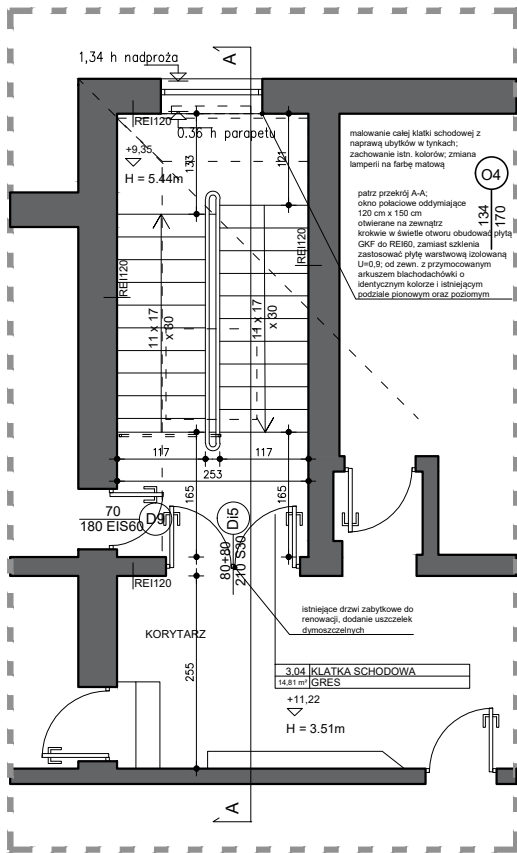 1,34 h nadproża
A
REI120
0.36 h parapetu
+9,35
H = 5.44m
133
121
malowanie całej klatki schodowej z
naprawą ubytków w tynkach;
zachowanie istn. kolorów; zmiana
lamperii na farbę matową
O4
134
170
patrz przekrój A-A;
okno połaciowe oddymiające
120 cm x 150 cm
otwierane na zewnątrz
krokwie w świetle otworu obudować płytą
GKF do REI60, zamiast szklenia
zastosować płytę warstwową izolowaną
U=0,9; od zewn. z przymocowanym
arkuszem blachodachówki o
identycznym kolorze i istniejącym
podziale pionowym oraz poziomym
REI120
REI120
11 x 17
x 30
11 x 17
x 30
117
117
253
165
165
70
180 EIS60
D9
Di5
80+80
210 S30
REI120
KORYTARZ
istniejące drzwi zabytkowe do
renowacji, dodanie uszczelek
dymoszczelnych
255
3,04 KLATKA SCHODOWA
14,81 m² GRES
+11,22
H = 3.51m
A